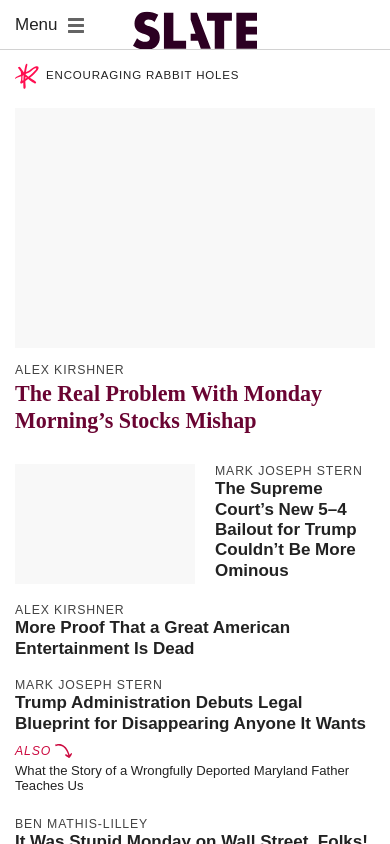 Menu
SLATE
ENCOURAGING RABBIT HOLES
ALEX KIRSHNER
The Real Problem With Monday
Morning’s Stocks Mishap
MARK JOSEPH STERN
The Supreme
Court’s New 5–4
Bailout for Trump
Couldn’t Be More
Ominous
ALEX KIRSHNER
More Proof That a Great American
Entertainment Is Dead
MARK JOSEPH STERN
Trump Administration Debuts Legal
Blueprint for Disappearing Anyone It Wants
ALSO
What the Story of a Wrongfully Deported Maryland Father
Teaches Us
BEN MATHIS-LILLEY
It Was Stupid Monday on Wall Street, Folks!